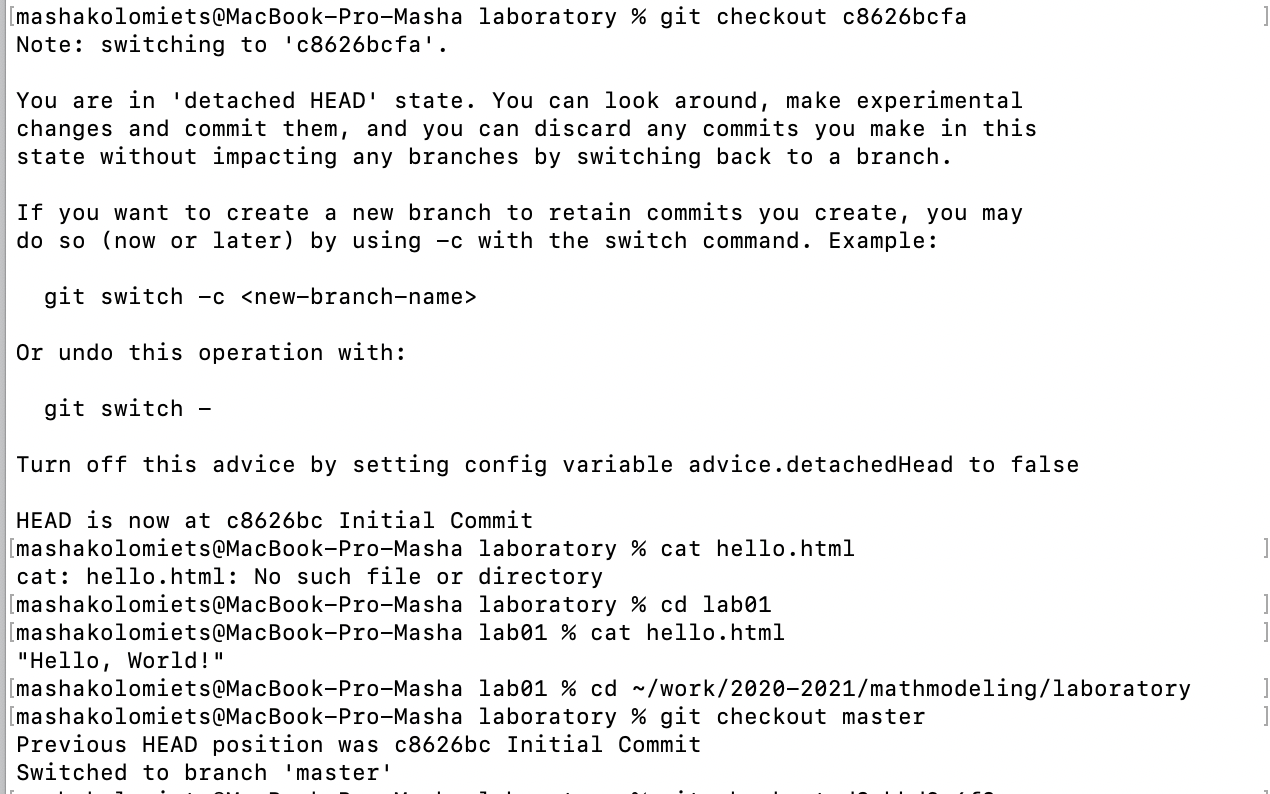 [mashakolomiets@MacBook-Pro-Masha laboratory % git checkout c8626bcfa ]
Note: switching to 'c8626bcfa'.
You are in 'detached HEAD' state. You can look around, make experimental
changes and commit them, and you can discard any commits you make in this
state without impacting any branches by switching back to a branch.
If you want to create a new branch to retain commits you create, you may
do so (now or later) by using -c with the switch command. Example:
git switch -c <new-branch-name>
Or undo this operation with:
git switch -
Turn off this advice by setting config variable advice.detachedHead to false
HEAD is now at c8626bc Initial Commit
[mashakolomiets@MacBook-Pro-Masha laboratory % cat hello.html ]
cat: hello.html: No such file or directory
[mashakolomiets@MacBook-Pro-Masha laboratory % cd lab01 ]
[mashakolomiets@MacBook-Pro-Masha lab01 % cat hello.html ]
"Hello, World!"
[mashakolomiets@MacBook-Pro-Masha lab01 % cd ~/work/2020-2021/mathmodeling/laboratory ]
[mashakolomiets@MacBook-Pro-Masha laboratory % git checkout master ]
Previous HEAD position was c8626bc Initial Commit
Switched to branch 'master'